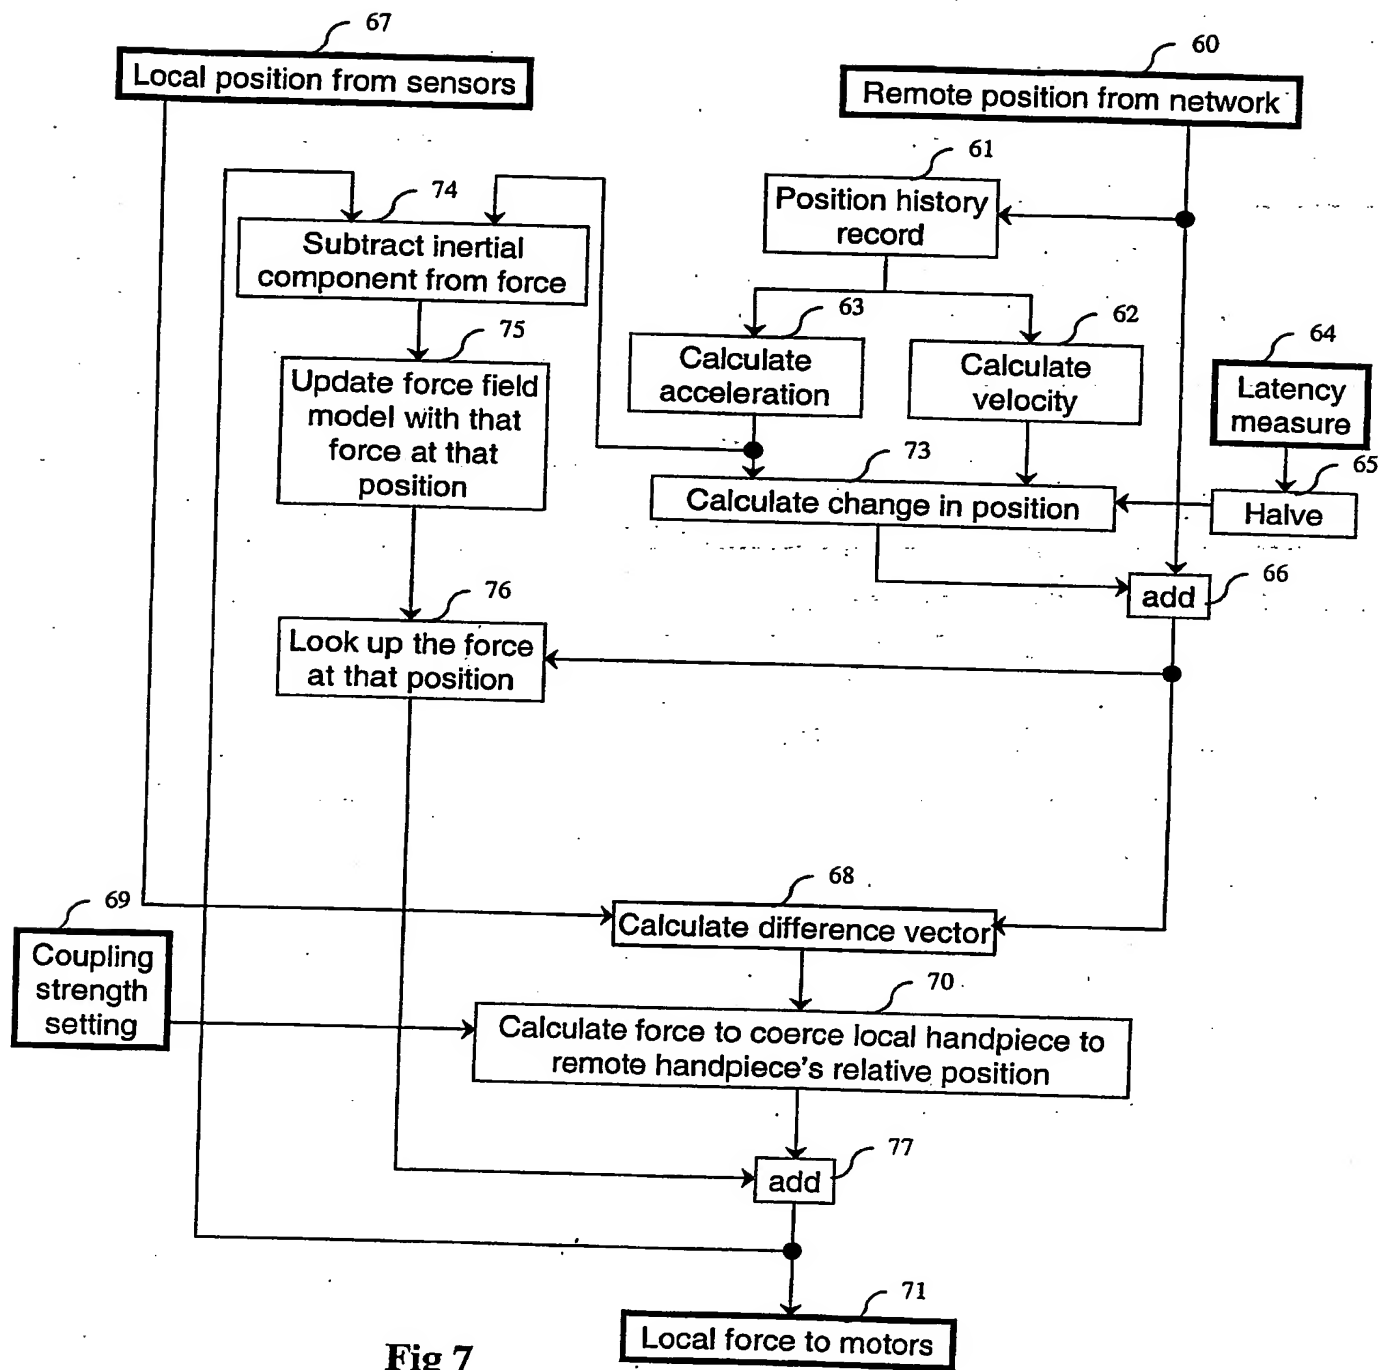 67
Local position from sensors
60
Remote position from network
61
Position history
record
74
Subtract inertial
component from force
63
Calculate
acceleration
62
Calculate
velocity
64
Latency
measure
75
Update force field
model with that
force at that
position
73
Calculate change in position
65
Halve
66
add
76
Look up the force
at that position
68
Calculate difference vector
69
Coupling
strength
setting
70
Calculate force to coerce local handpiece to
remote handpiece's relative position
77
add
71
Local force to motors
Fig 7